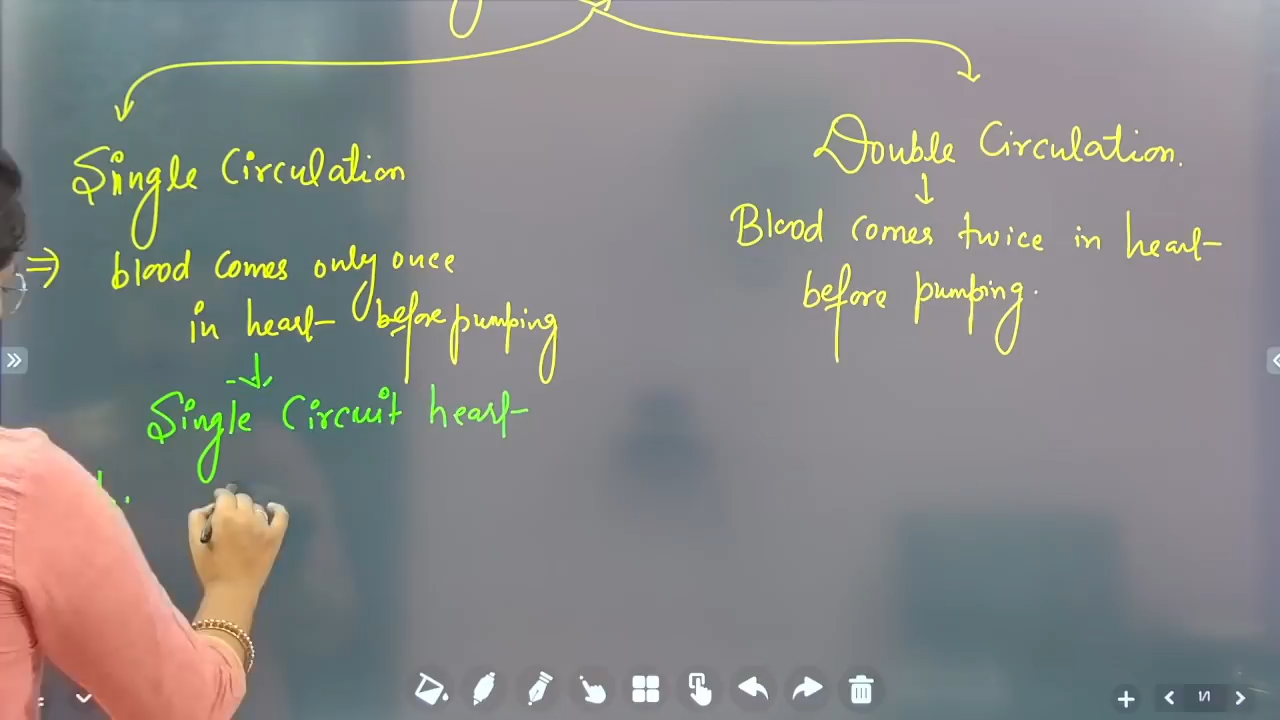 Single Circulation
⇒ blood comes only once
in heart before pumping
Single Circuit heart
Double Circulation.
Blood comes twice in heart
before pumping.